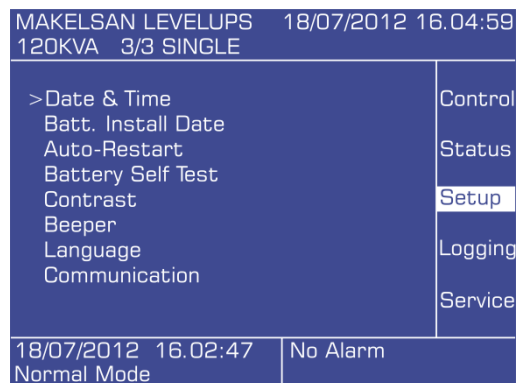 MAKELSAN LEVELUPS 18/07/2012 16.04:59
120KVA 3/3 SINGLE
>Date & Time
Batt. Install Date
Auto-Restart
Battery Self Test
Contrast
Beeper
Language
Communication
Control
Status
Setup
Logging
Service
18/07/2012 16.02:47
Normal Mode
No Alarm